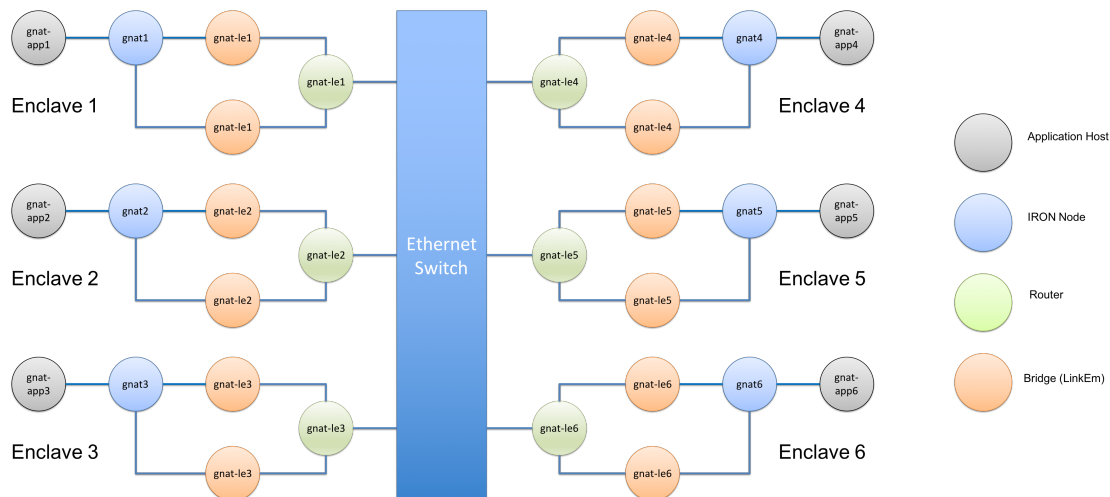 gnat-
app1
gnat1
gnat-le1
gnat-le1
gnat-le1
Enclave 1
gnat-
app2
gnat2
gnat-le2
gnat-le2
gnat-le2
Enclave 2
gnat-
app3
gnat3
gnat-le3
gnat-le3
gnat-le3
Enclave 3
Ethernet
Switch
gnat-le4
gnat-le4
gnat-le4
gnat4
gnat-
app4
Enclave 4
gnat-le5
gnat-le5
gnat-le5
gnat5
gnat-
app5
Enclave 5
gnat-le6
gnat-le6
gnat-le6
gnat6
gnat-
app6
Enclave 6
Application Host
IRON Node
Router
Bridge (LinkEm)